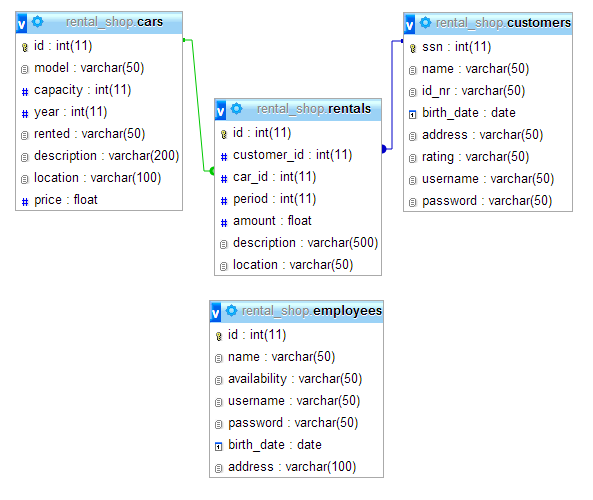 rental_shop.cars
id : int(11)
model : varchar(50)
capacity : int(11)
year : int(11)
rented : varchar(50)
description : varchar(200)
location : varchar(100)
price : float
rental_shop.rentals
id : int(11)
customer_id : int(11)
car_id : int(11)
period : int(11)
amount : float
description : varchar(500)
location : varchar(50)
rental_shop.customers
ssn : int(11)
name : varchar(50)
id_nr : varchar(50)
birth_date : date
address : varchar(50)
rating : varchar(50)
username : varchar(50)
password : varchar(50)
rental_shop.employees
id : int(11)
name : varchar(50)
availability : varchar(50)
username : varchar(50)
password : varchar(50)
birth_date : date
address : varchar(100)